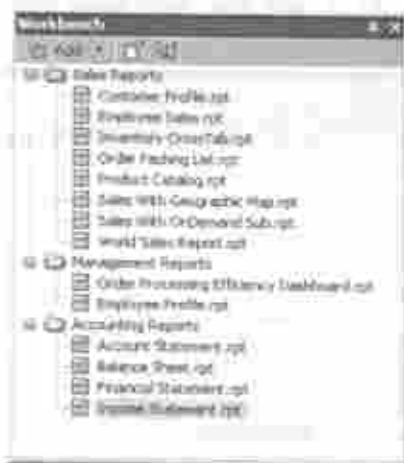 Workbench
Add
Sales Reports
Customer Profile.rpt
Employee Sales.rpt
Inventory CrossTab.rpt
Order Packing List.rpt
Product Catalog.rpt
Sales With Geographic Map.rpt
Sales With OnDemand Sub.rpt
World Sales Report.rpt
Management Reports
Order Processing Efficiency Dashboard.rpt
Employee Profile.rpt
Accounting Reports
Account Statement.rpt
Balance Sheet.rpt
Financial Statement.rpt
Income Statement.rpt